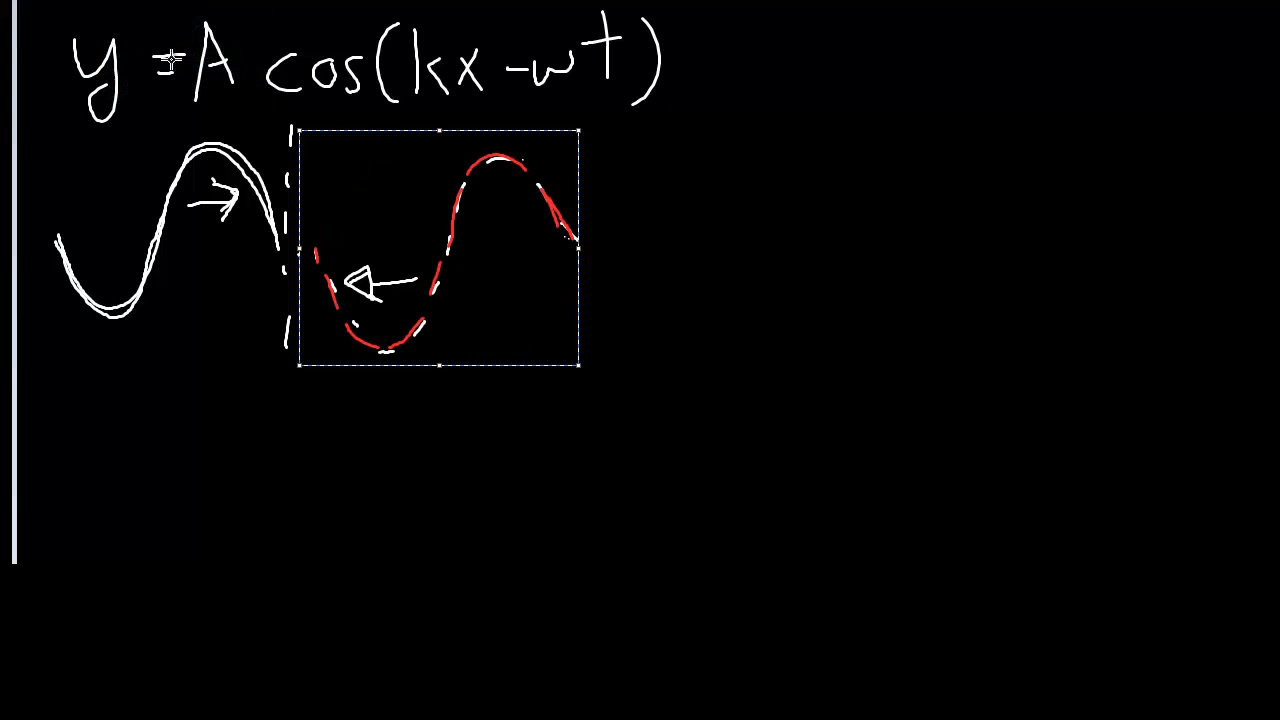 y = A cos(kx - wt)